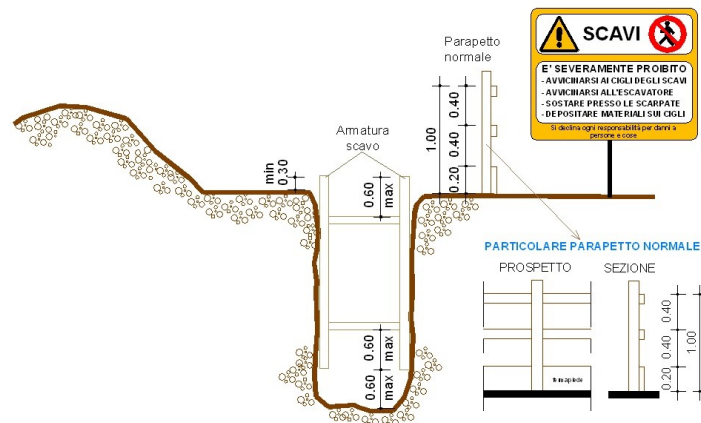 SCAVI
E' SEVERAMENTE PROIBITO
- AVVICINARSI AI CIGLI DEGLI SCAVI
- AVVICINARSI ALL'ESCAVATORE
- SOSTARE PRESSO LE SCARPATE
- DEPOSITARE MATERIALI SUI CIGLI
Si declina ogni responsabilità per danni a
persone e cose
Parapetto
normale
0.40
1.00
0.40
0.20
Armatura
scavo
min
0,30
0.60
max
0.60
max
0.60
max
PARTICOLARE PARAPETTO NORMALE
PROSPETTO
SEZIONE
fermapiede
0.40
0.40
1.00
0.20